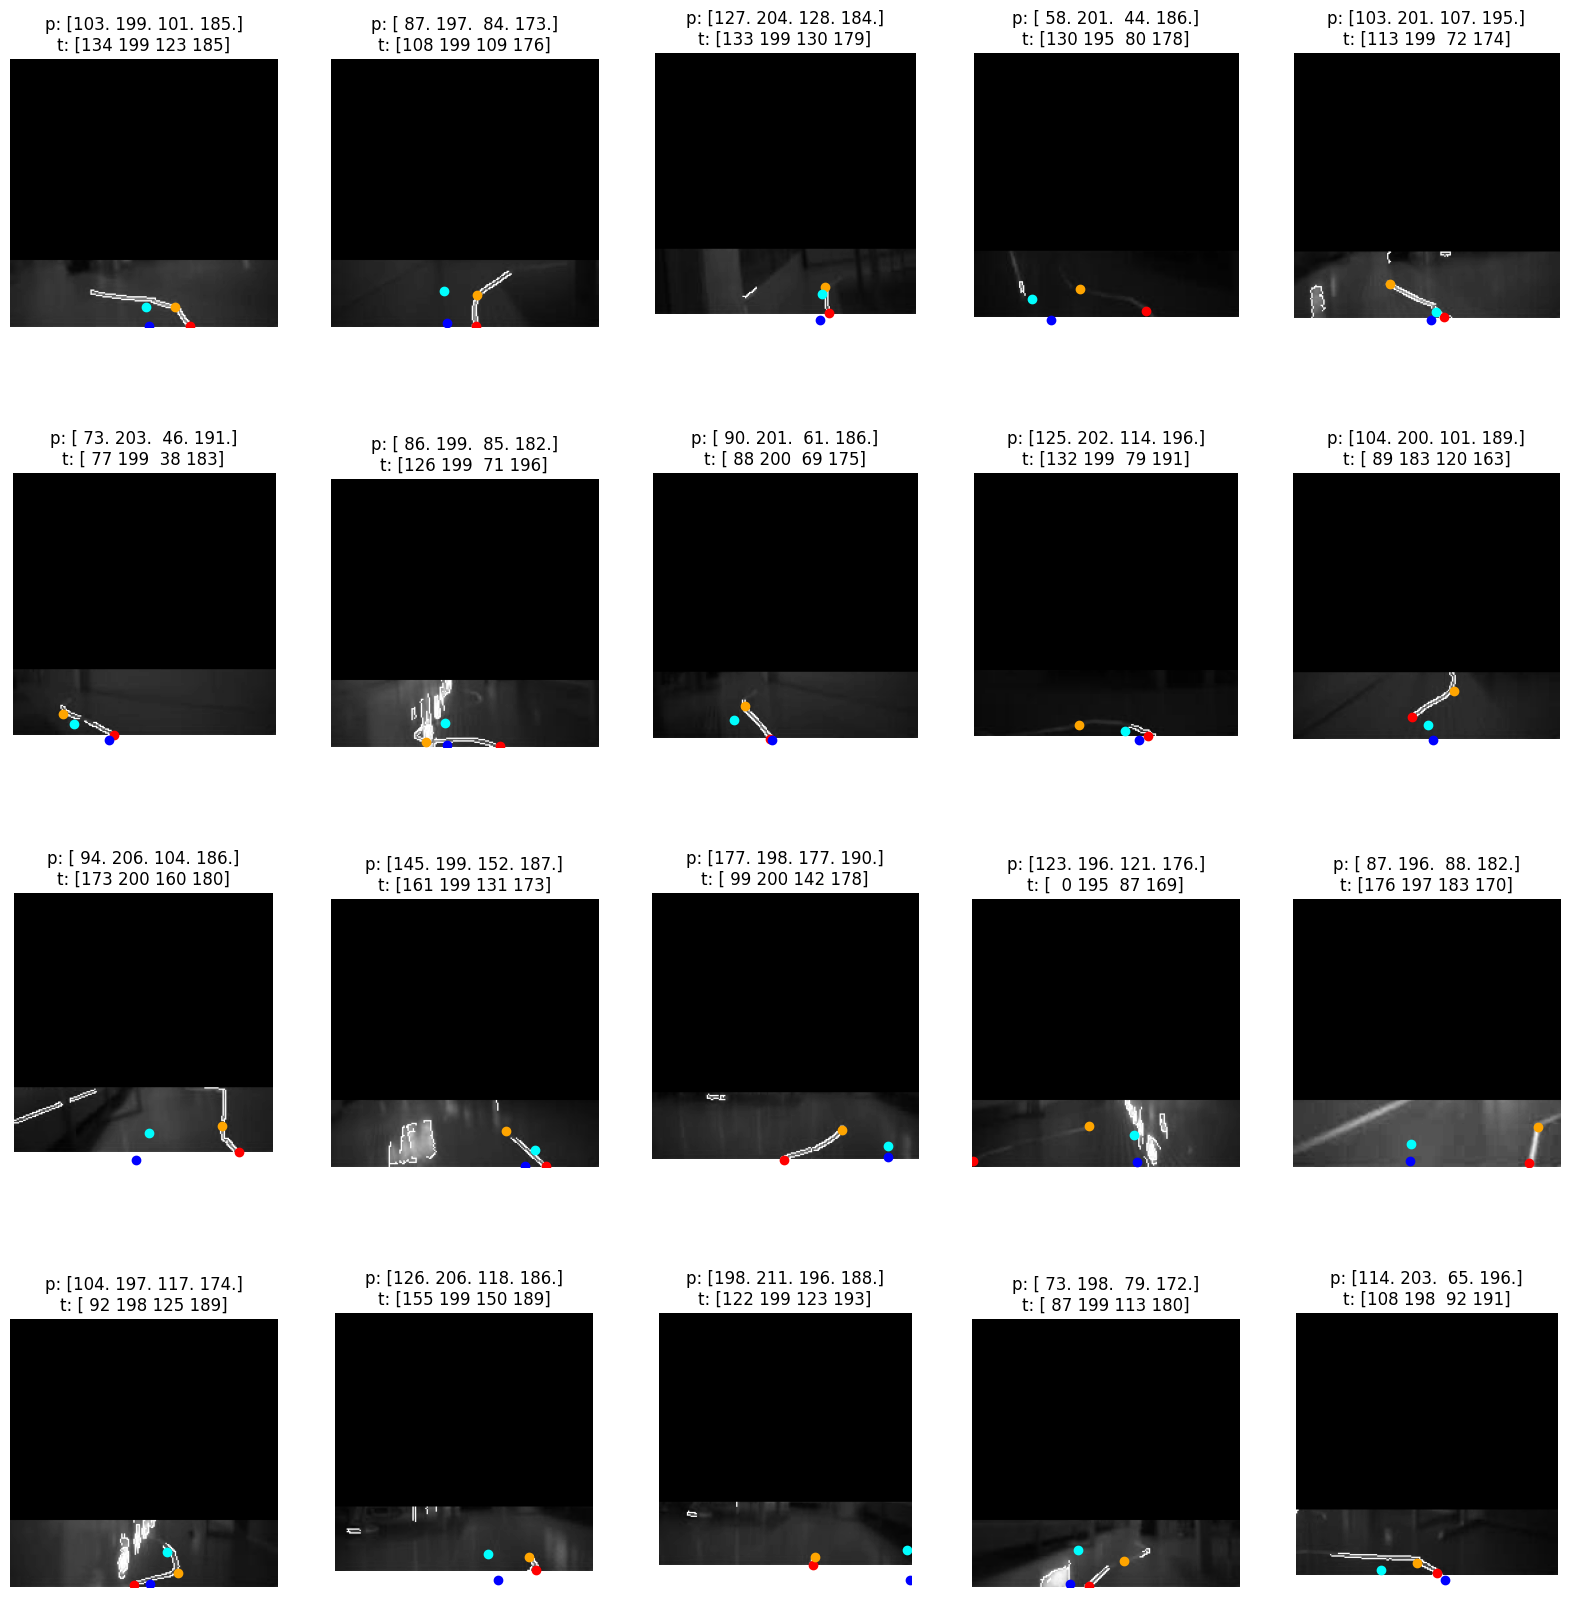 p: [103. 199. 101. 185.]
t: [134 199 123 185]
p: [ 87. 197.  84. 173.]
t: [108 199 109 176]
p: [127. 204. 128. 184.]
t: [133 199 130 179]
p: [ 58. 201.  44. 186.]
t: [130 195  80 178]
p: [103. 201. 107. 195.]
t: [113 199  72 174]
p: [ 73. 203.  46. 191.]
t: [ 77 199  38 183]
p: [ 86. 199.  85. 182.]
t: [126 199  71 196]
p: [ 90. 201.  61. 186.]
t: [ 88 200  69 175]
p: [125. 202. 114. 196.]
t: [132 199  79 191]
p: [104. 200. 101. 189.]
t: [ 89 183 120 163]
p: [ 94. 206. 104. 186.]
t: [173 200 160 180]
p: [145. 199. 152. 187.]
t: [161 199 131 173]
p: [177. 198. 177. 190.]
t: [ 99 200 142 178]
p: [123. 196. 121. 176.]
t: [  0 195  87 169]
p: [ 87. 196.  88. 182.]
t: [176 197 183 170]
p: [104. 197. 117. 174.]
t: [ 92 198 125 189]
p: [126. 206. 118. 186.]
t: [155 199 150 189]
p: [198. 211. 196. 188.]
t: [122 199 123 193]
p: [ 73. 198.  79. 172.]
t: [ 87 199 113 180]
p: [114. 203.  65. 196.]
t: [108 198  92 191]